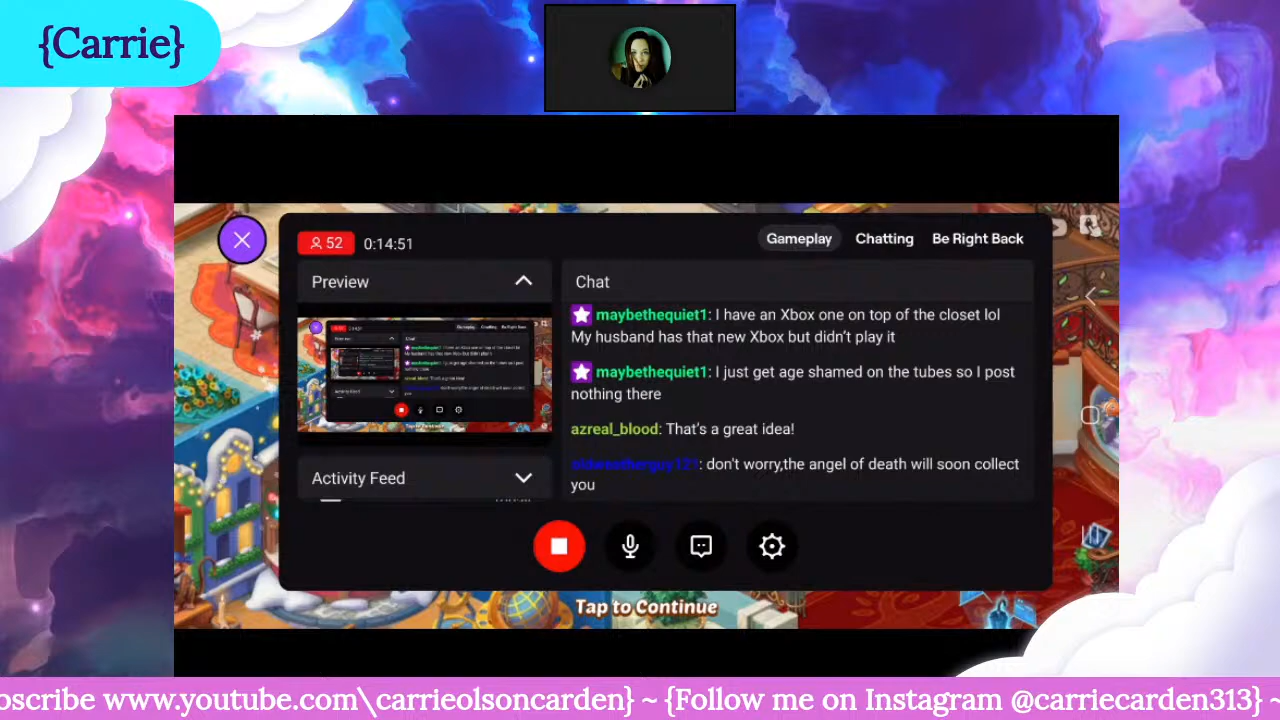 {Carrie}
52 0:14:51
Gameplay Chatting Be Right Back
Preview
Chat
maybethequiet1: I have an Xbox one on top of the closet lol
My husband has that new Xbox but didn't play it
maybethequiet1: I just get age shamed on the tubes so I post
nothing there
azreal_blood: That's a great idea!
: don't worry,the angel of death will soon collect
you
Activity Feed
Tap to Continue
oscribe www.youtube.com\carrieolsoncarden} ~ {Follow me on Instagram @carriecarden313} ~